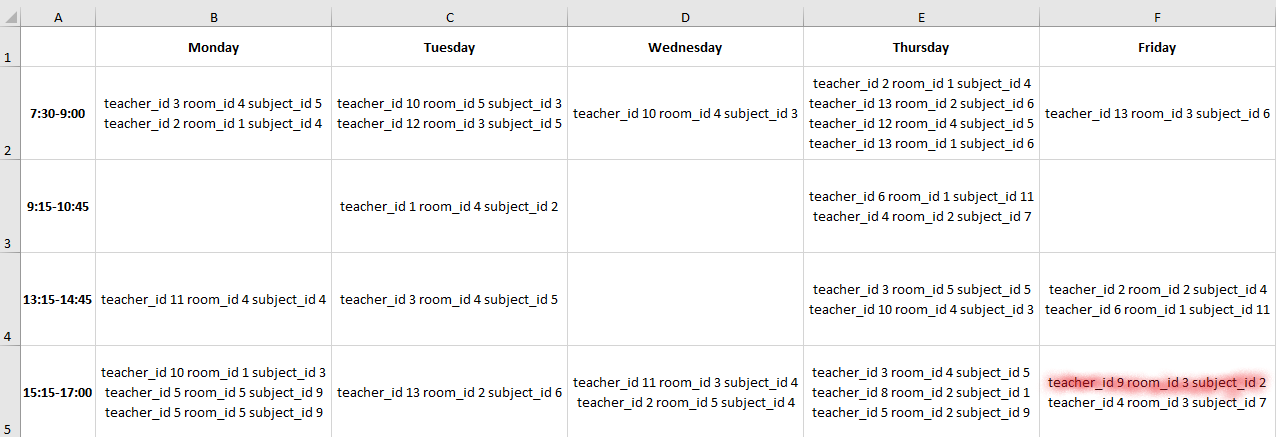 A B C D E F
1 Monday Tuesday Wednesday Thursday Friday
2 7:30-9:00
teacher_id 3 room_id 4 subject_id 5
teacher_id 2 room_id 1 subject_id 4
teacher_id 10 room_id 5 subject_id 3
teacher_id 12 room_id 3 subject_id 5
teacher_id 10 room_id 4 subject_id 3
teacher_id 2 room_id 1 subject_id 4
teacher_id 13 room_id 2 subject_id 6
teacher_id 12 room_id 4 subject_id 5
teacher_id 13 room_id 1 subject_id 6
teacher_id 13 room_id 3 subject_id 6
3 9:15-10:45
teacher_id 1 room_id 4 subject_id 2
teacher_id 6 room_id 1 subject_id 11
teacher_id 4 room_id 2 subject_id 7
4 13:15-14:45
teacher_id 11 room_id 4 subject_id 4
teacher_id 3 room_id 4 subject_id 5
teacher_id 3 room_id 5 subject_id 5
teacher_id 10 room_id 4 subject_id 3
teacher_id 2 room_id 2 subject_id 4
teacher_id 6 room_id 1 subject_id 11
5 15:15-17:00
teacher_id 10 room_id 1 subject_id 3
teacher_id 5 room_id 5 subject_id 9
teacher_id 5 room_id 5 subject_id 9
teacher_id 13 room_id 2 subject_id 6
teacher_id 11 room_id 3 subject_id 4
teacher_id 2 room_id 5 subject_id 4
teacher_id 3 room_id 4 subject_id 5
teacher_id 8 room_id 2 subject_id 1
teacher_id 5 room_id 2 subject_id 9
teacher_id 9 room_id 3 subject_id 2
teacher_id 4 room_id 3 subject_id 7